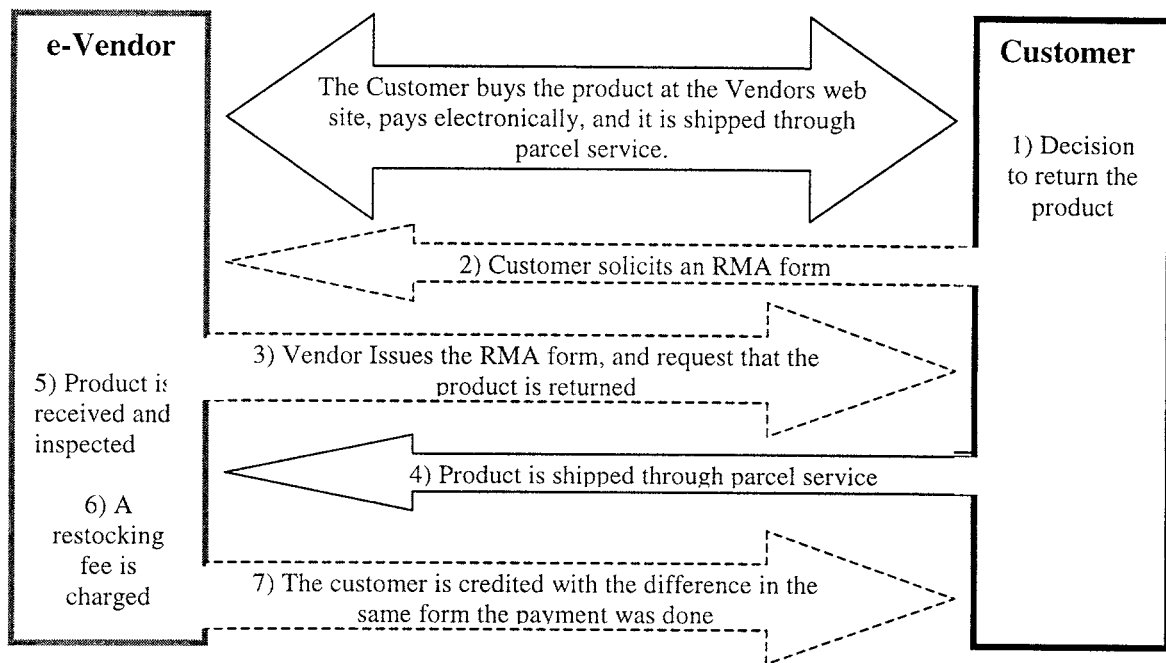 e-Vendor
Customer
The Customer buys the product at the Vendors web
site, pays electronically, and it is shipped through
parcel service.
1) Decision
to return the
product
2) Customer solicits an RMA form
3) Vendor Issues the RMA form, and request that the
product is returned
4) Product is shipped through parcel service
5) Product is
received and
inspected
6) A
restocking
fee is
charged
7) The customer is credited with the difference in the
same form the payment was done